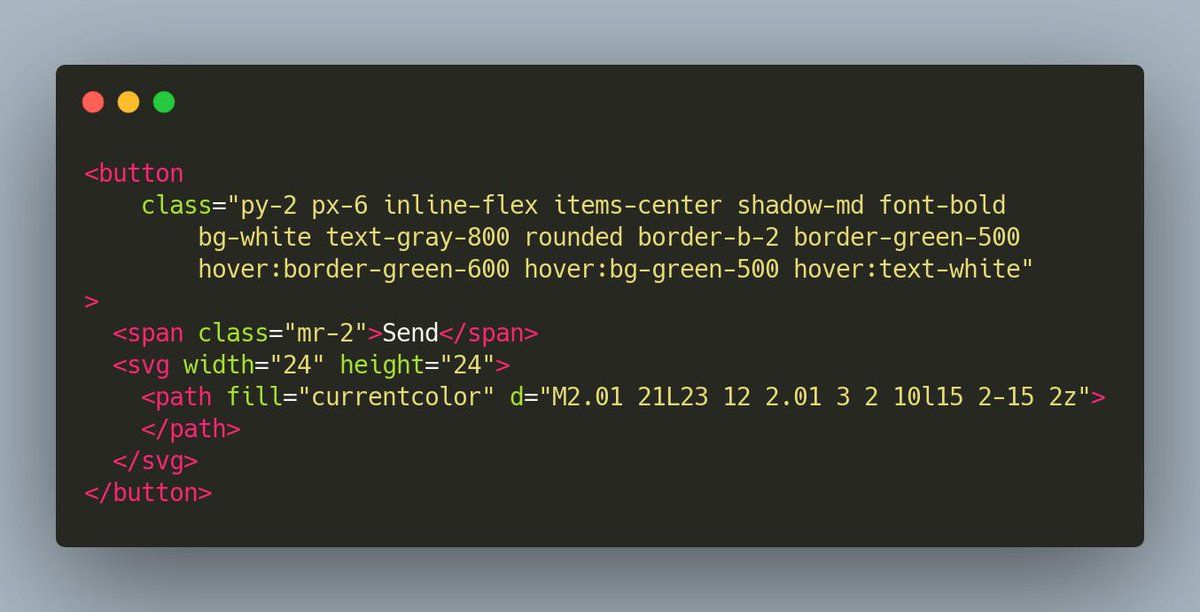 <button
    class="py-2 px-6 inline-flex items-center shadow-md font-bold
        bg-white text-gray-800 rounded border-b-2 border-green-500
        hover:border-green-600 hover:bg-green-500 hover:text-white"
>
  <span class="mr-2">Send</span>
  <svg width="24" height="24">
    <path fill="currentcolor" d="M2.01 21L23 12 2.01 3 2 10l15 2-15 2z">
    </path>
  </svg>
</button>